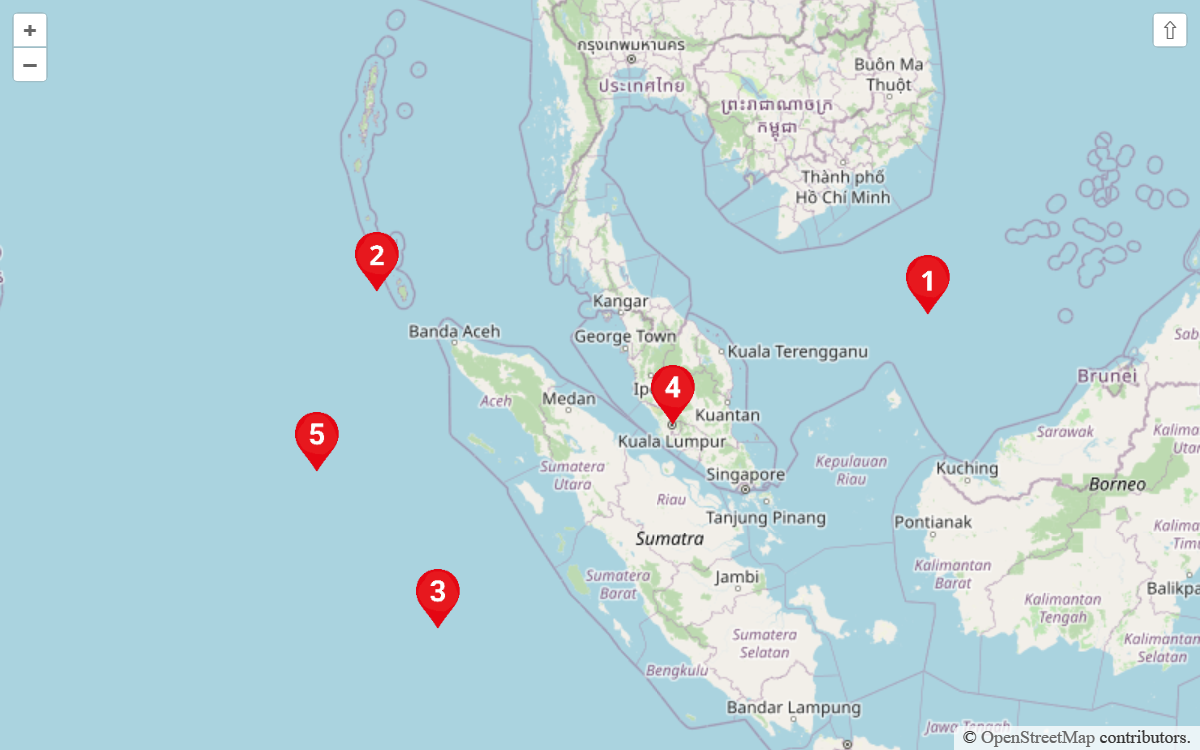 +
−
⇧
กรุงเทพมหานคร
ประเทศไทย
Buôn Ma
Thuột
ព្រះរាជាណាចក្រ
កម្ពុជា
Thành phố
Hồ Chí Minh
2
1
Kangar
Banda Aceh
George Town
Kuala Terengganu
Sab
Brunei
4
Ip
Aceh
Medan
Kuantan
5
Kuala Lumpur
Sarawak
Kalima
Utar
Sumatera
Utara
Singapore
Kepulauan
Riau
Kuching
Borneo
Riau
Tanjung Pinang
Pontianak
Sumatra
Kalima
Timu
Kalimantan
Barat
3
Sumatera
Barat
Jambi
Balikpa
Kalimantan
Tengah
Sumatera
Selatan
Kalimantan
Selatan
Bengkulu
Bandar Lampung
Jawa Tengah
© OpenStreetMap contributors.